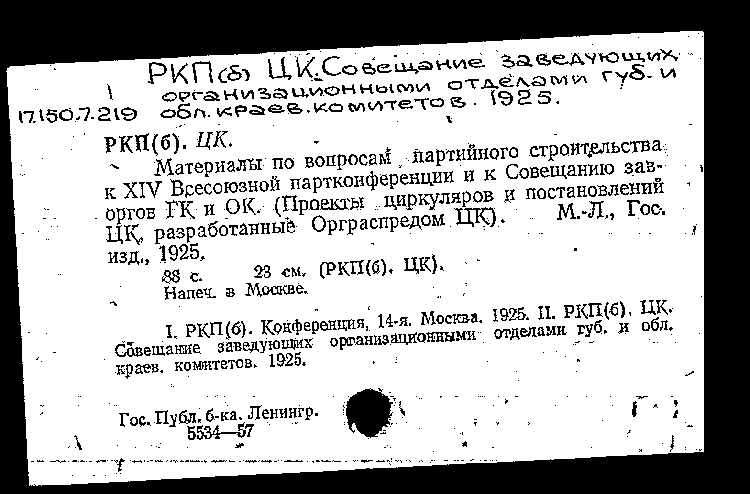 РКП(б) ЦК. Совещание заведующих
организационными отделами губ. и
17.150.7.219 обл. краев. комитетов. 1925.
РКП(б). ЦК.
Материалы по вопросам партийного строительства
к XIV Всесоюзной партконференции и к Совещанию зав-
оргов ГК и ОК. (Проекты циркуляров и постановлений
ЦК, разработанные Орграспредом ЦК). М.-Л., Гос.
изд., 1925.
88 с. 23 см. (РКП(б). ЦК).
Напеч. в Москве.
I. РКП(б). Конференция, 14-я. Москва. 1925. II. РКП(б). ЦК.
Совещание заведующих организационными отделами губ. и обл.
краев. комитетов. 1925.
Гос. Публ. б-ка. Ленингр.
5534—57